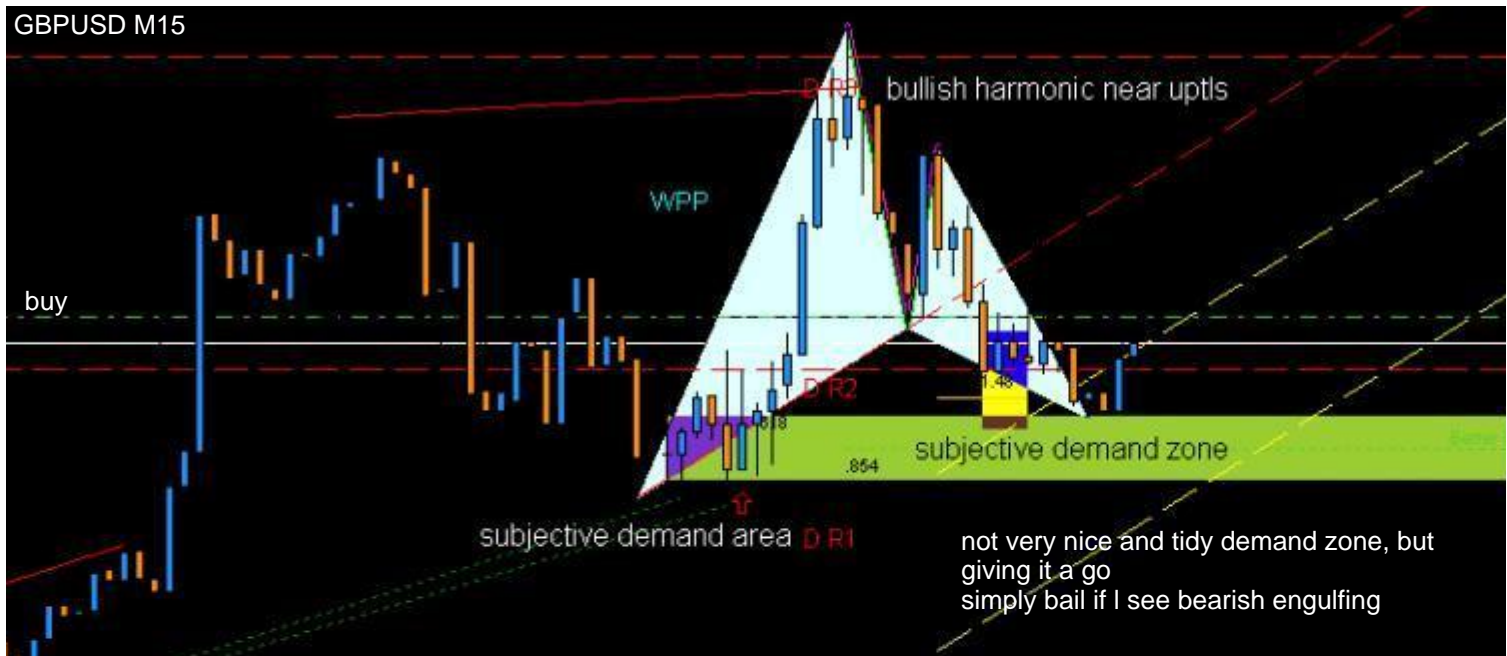 GBPUSD M15
bullish harmonic near uptls
WPP
buy
D R2
1.48
.618
subjective demand zone
.854
subjective demand area
D R1
not very nice and tidy demand zone, but
giving it a go
simply bail if I see bearish engulfing